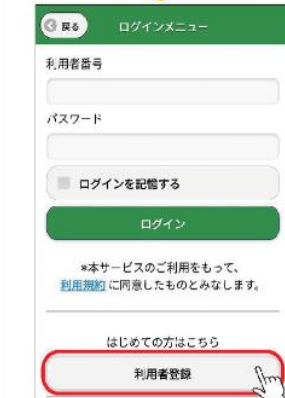 戻る
ログインメニュー
利用者番号
パスワード
ログインを記憶する
ログイン
*本サービスのご利用をもって、
利用規約 に同意したものとみなします。
はじめての方はこちら
利用者登録